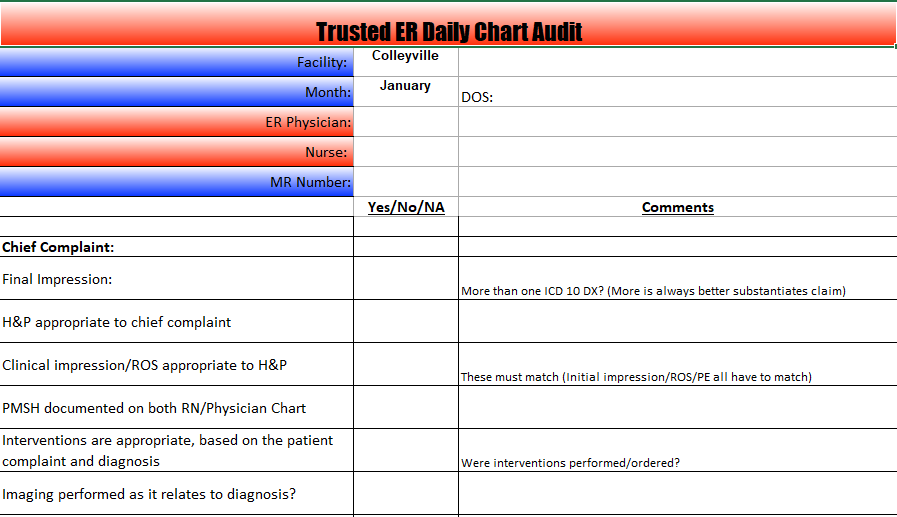 Trusted ER Daily Chart Audit
Facility: Colleyville
Month: January DOS:
ER Physician:
Nurse:
MR Number:
Yes/No/NA Comments
Chief Complaint:
Final Impression: More than one ICD 10 DX? (More is always better substantiates claim)
H&P appropriate to chief complaint
Clinical impression/ROS appropriate to H&P These must match (Initial impression/ROS/PE all have to match)
PMSH documented on both RN/Physician Chart
Interventions are appropriate, based on the patient
complaint and diagnosis Were interventions performed/ordered?
Imaging performed as it relates to diagnosis?